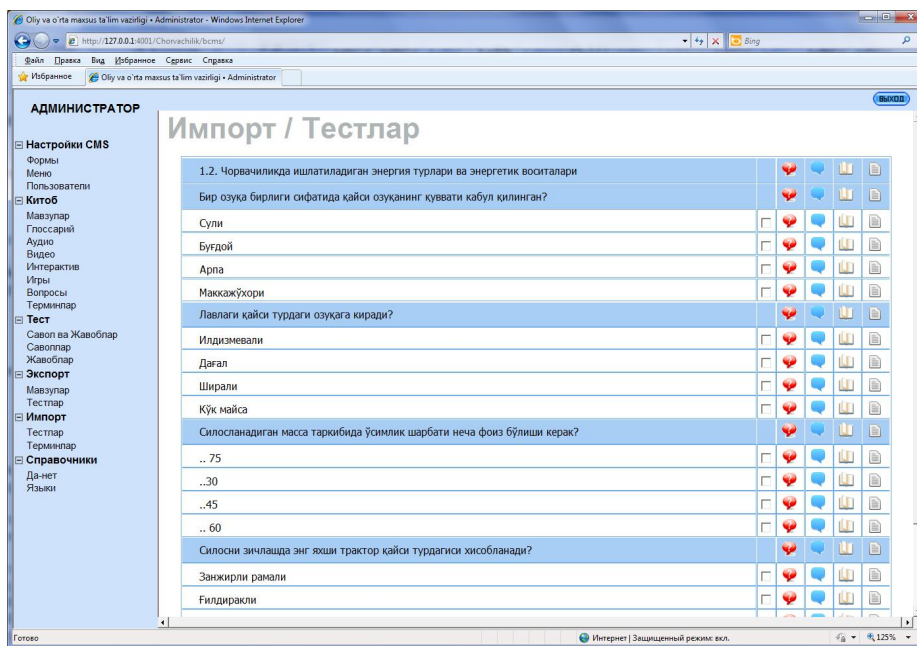 Oliy va o`rta maxsus ta`lim vazirligi • Administrator - Windows Internet Explorer
http://127.0.0.1:4001/Chorvachilik/bcms/
Bing
Файл Правка Вид Избранное Сервис Справка
Избранное Oliy va o`rta maxsus ta`lim vazirligi • Administrator
АДМИНИСТРАТОР
ВЫХОД
Импорт / Тестлар
Настройки CMS
Формы
Меню
Пользователи
Китоб
Мавзулар
Глоссарий
Аудио
Видео
Интерактив
Игры
Вопросы
Терминлар
Тест
Савол ва Жавоблар
Саволлар
Жавоблар
Экспорт
Мавзулар
Тестлар
Импорт
Тестлар
Терминлар
Справочники
Да-нет
Языки
1.2. Чорвачиликда ишлатиладиган энергия турлари ва энергетик воситалари
Бир озуқа бирлиги сифатида қайси озуқанинг қуввати кабул қилинган?
Сули
Буғдой
Арпа
Маккажўхори
Лавлаги қайси турдаги озуқага киради?
Илдизмевали
Дағал
Ширали
Кўк майса
Силосланадиган масса таркибида ўсимлик шарбати неча фоиз бўлиши керак?
.. 75
..30
..45
.. 60
Силосни зичлашда энг яхши трактор қайси турдагиси хисобланади?
Занжирли рамали
Ғилдиракли
Готово
Интернет | Защищенный режим: вкл.
125%